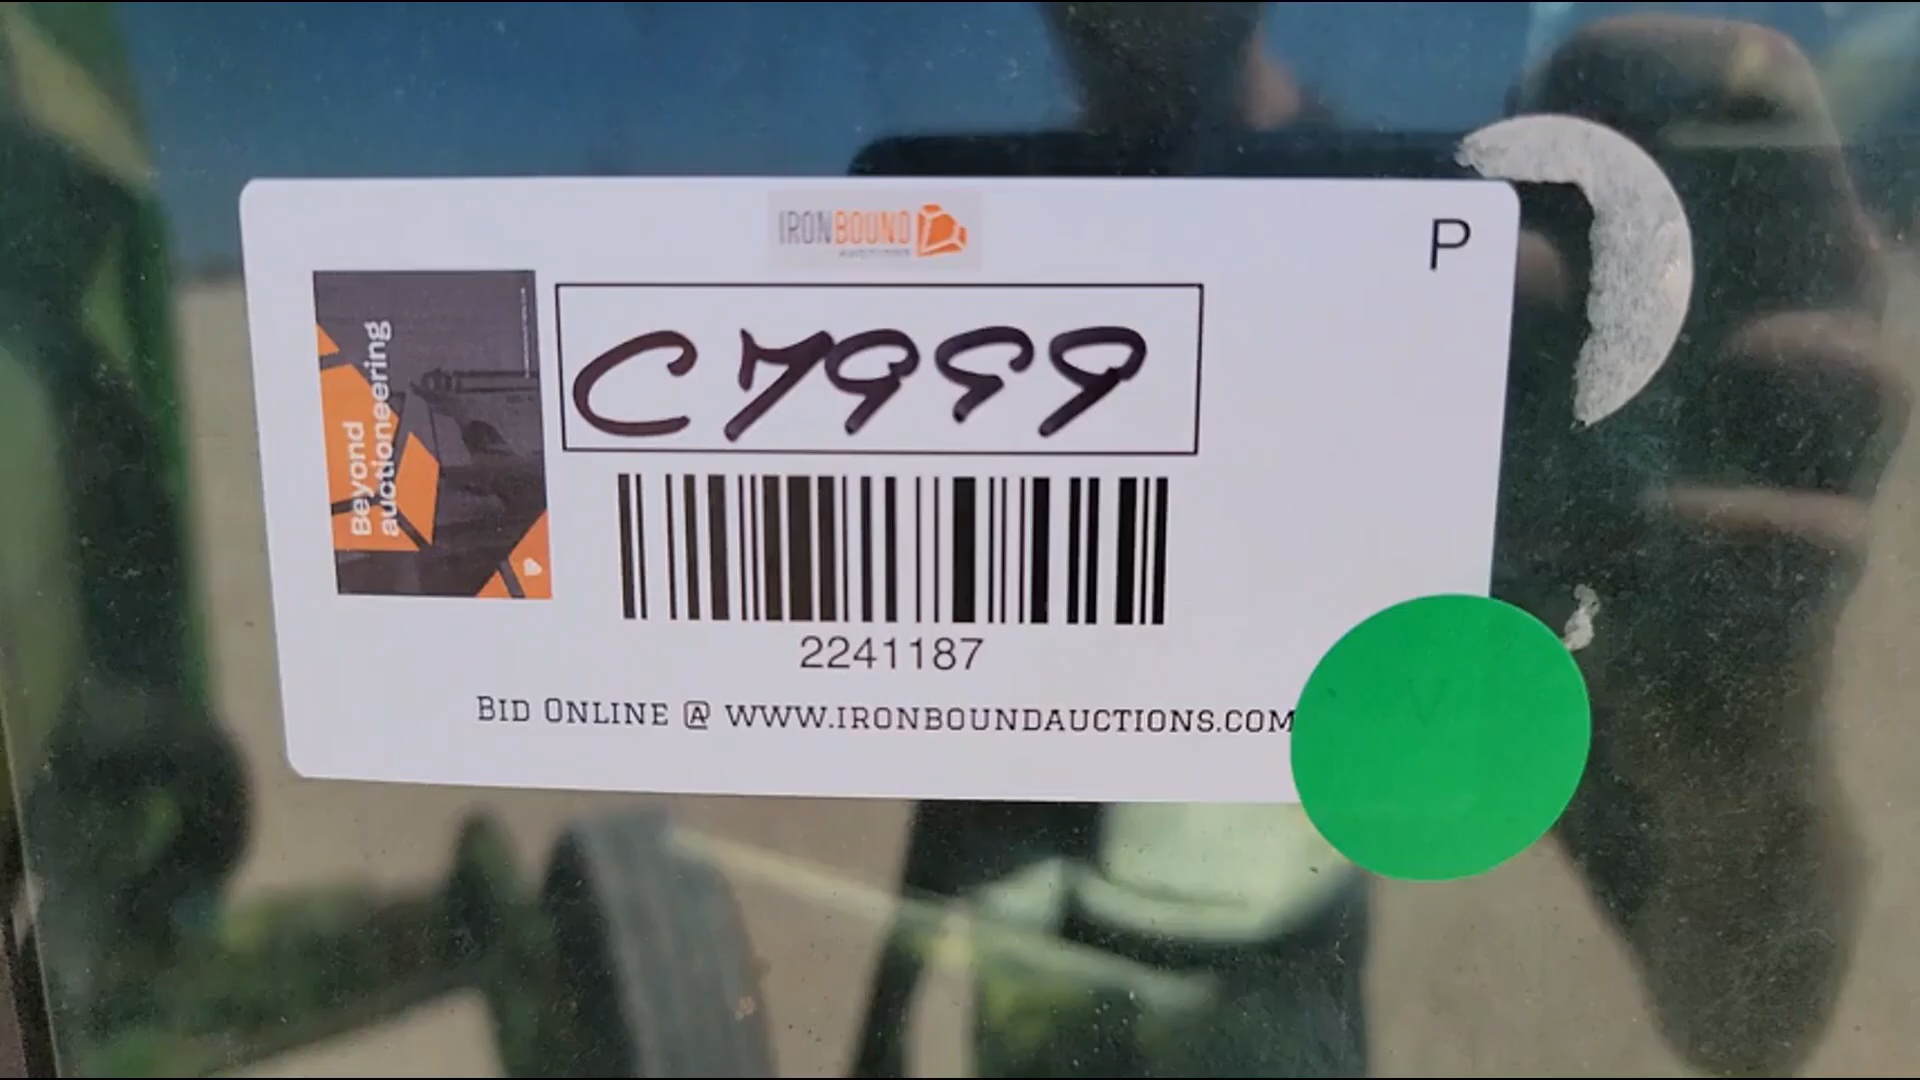 IRONBOUND
P
C7999
Beyond
auctioneering
2241187
BID ONLINE @ WWW.IRONBOUNDAUCTIONS.COM